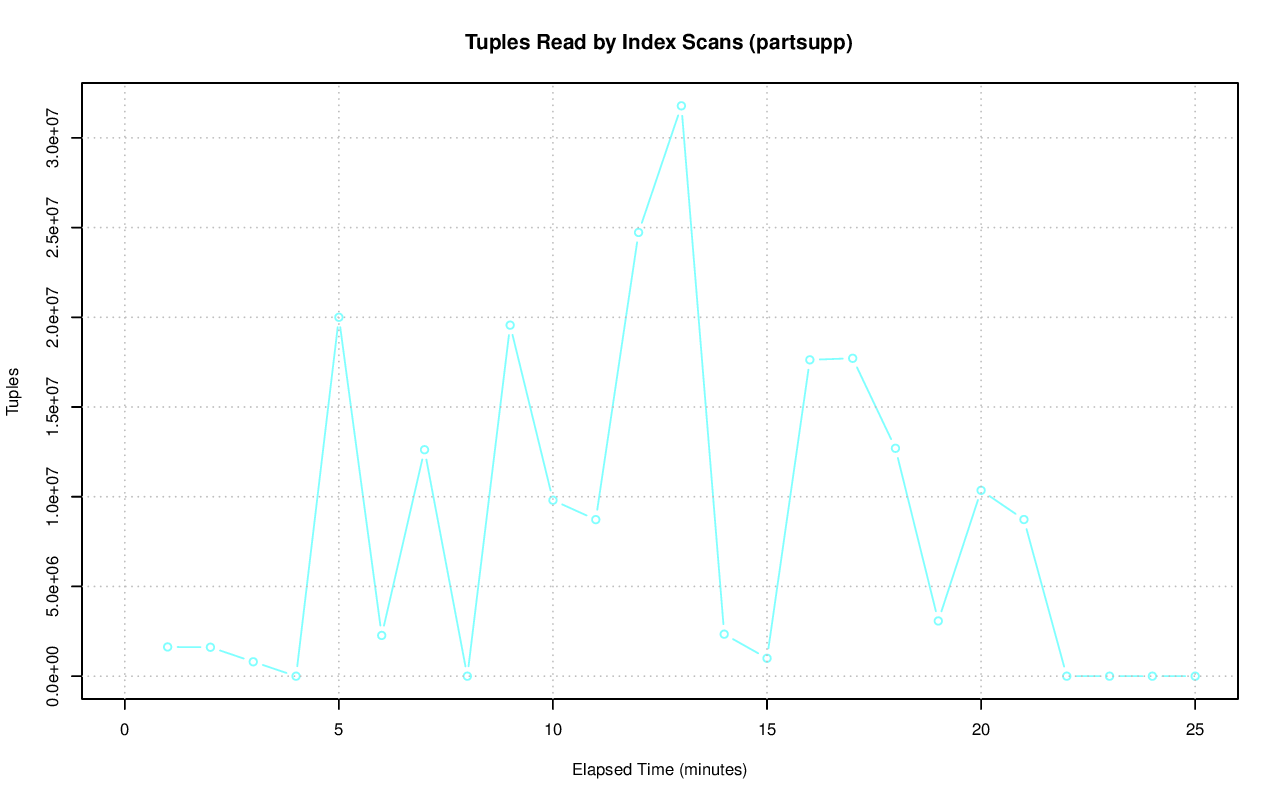 Tuples Read by Index Scans (partsupp)
3.0e+07
2.5e+07
2.0e+07
1.5e+07
1.0e+07
5.0e+06
0.0e+00
Tuples
0 5 10 15 20 25
Elapsed Time (minutes)